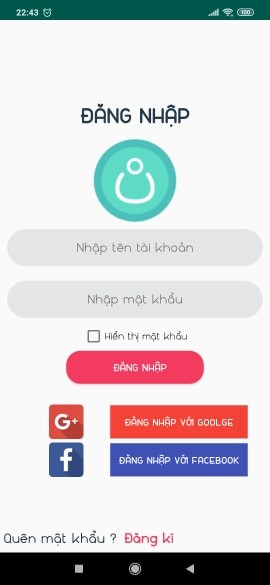 22:43
100
ĐĂNG NHẬP
Nhập tên tài khoản
Nhập mật khẩu
Hiển thị mật khẩu
ĐĂNG NHẬP
G+
ĐĂNG NHẬP VỚI GOOLGE
f
ĐĂNG NHẬP VỚI FACEBOOK
Quên mật khẩu ? Đăng kí